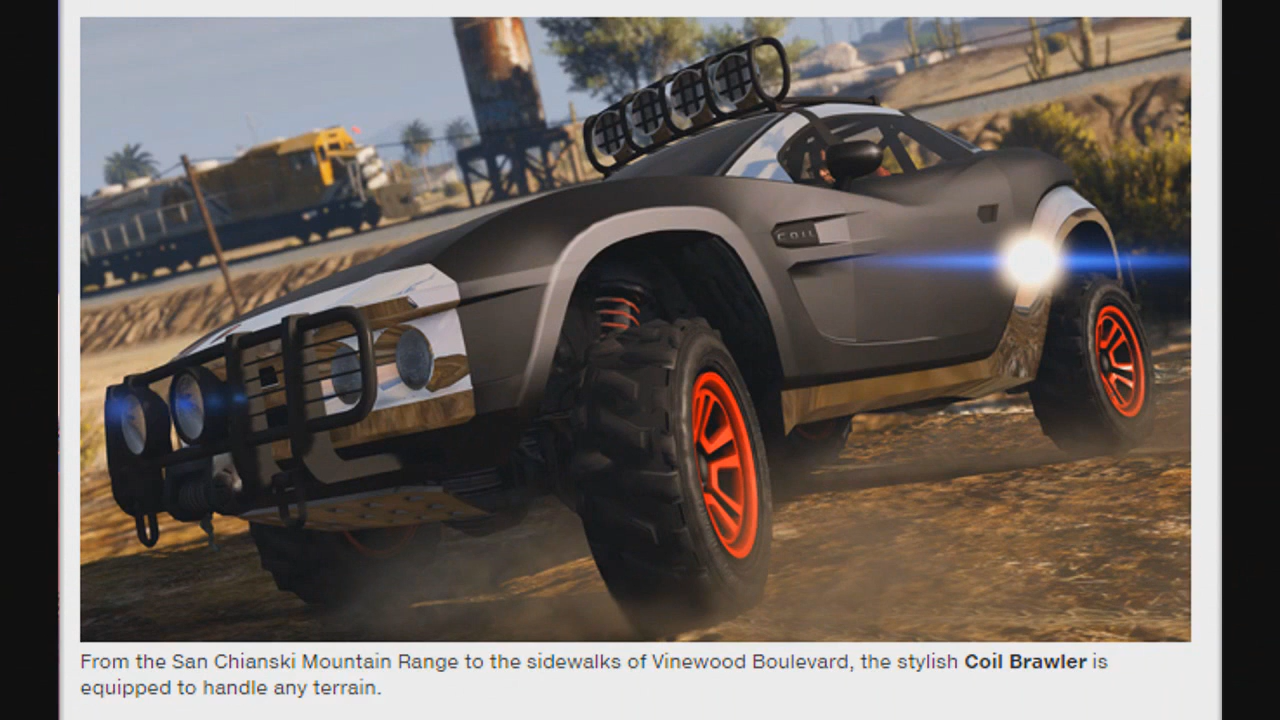 COIL
From the San Chianski Mountain Range to the sidewalks of Vinewood Boulevard, the stylish Coil Brawler is
equipped to handle any terrain.